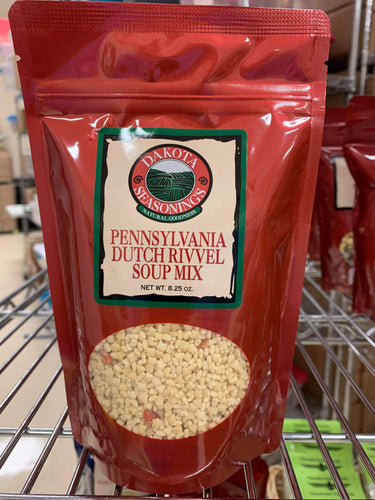 DAKOTA
SEASONINGS
NATURAL GOODNESS
PENNSYLVANIA
DUTCH RIVVEL
SOUP MIX
NET WT. 8.25 oz.